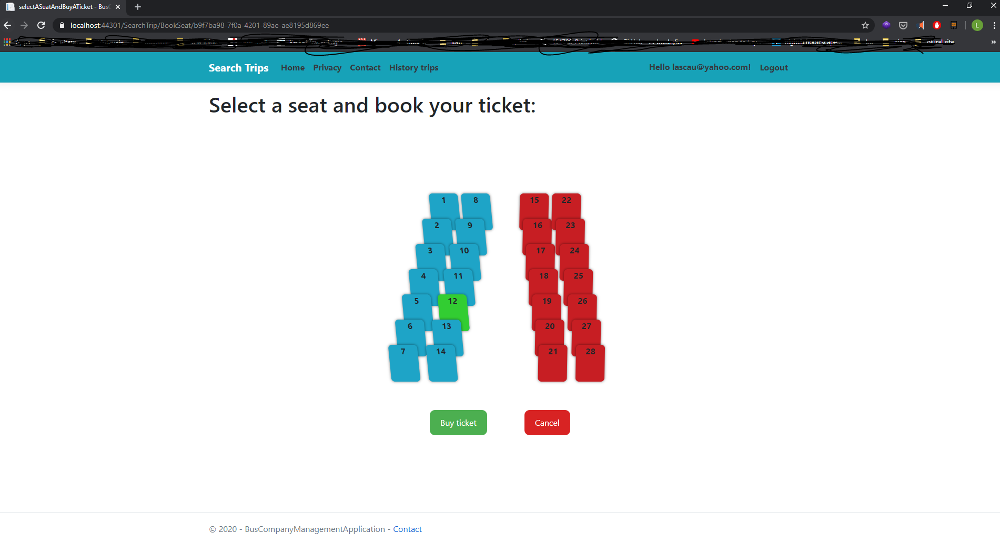 selectASeatAndBuyATicket - Bus
localhost:44301/SearchTrip/BookSeat/b9f7ba98-7f0a-4201-89ae-ae8195d869ee
L
plural site
Search Trips Home Privacy Contact History trips Hello lascau@yahoo.com! Logout
Select a seat and book your ticket:
1 8 15 22
2 9 16 23
3 10 17 24
4 11 18 25
5 12 19 26
6 13 20 27
7 14 21 28
Buy ticket Cancel
© 2020 - BusCompanyManagementApplication - Contact